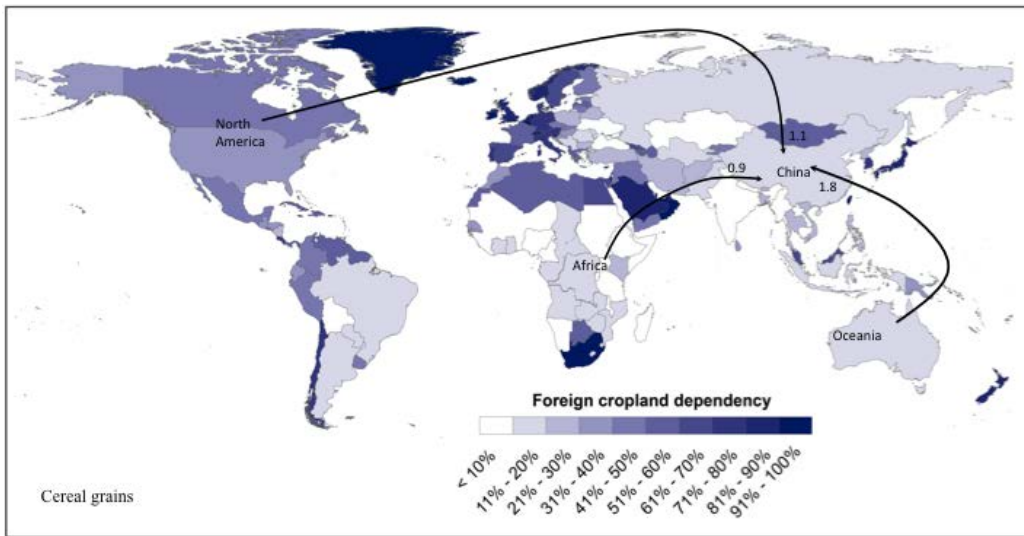 North
America
1.1
0.9
China
1.8
Africa
Oceania
Foreign cropland dependency
< 10%
11% - 20%
21% - 30%
31% - 40%
41% - 50%
51% - 60%
61% - 70%
71% - 80%
81% - 90%
91% - 100%
Cereal grains